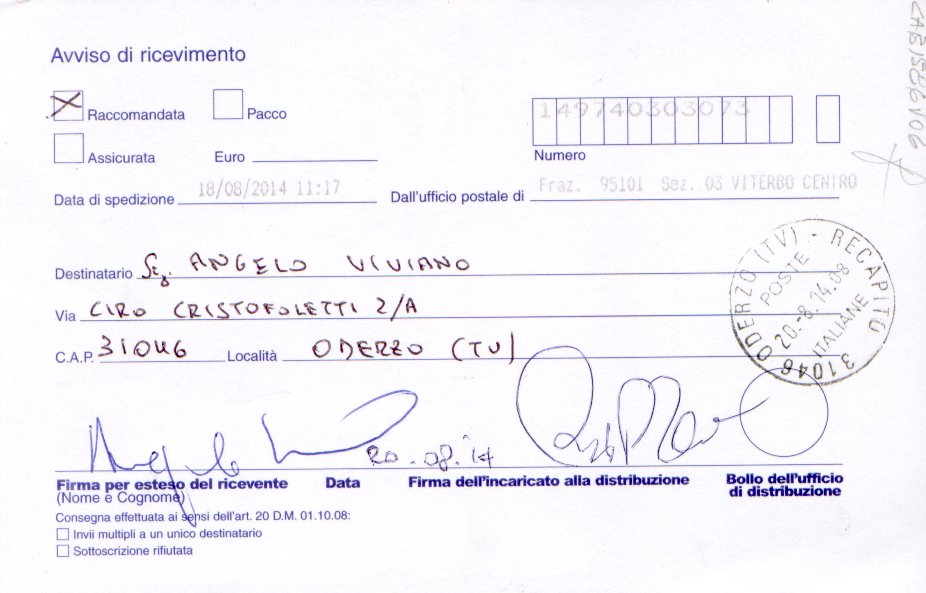 Avviso di ricevimento
Raccomandata Pacco
149740303073
Assicurata Euro
Numero
Data di spedizione 18/08/2014 11:17 Dall'ufficio postale di Fraz. 95101 Sez. 03 VITERBO CENTRO
Destinatario Sig. ANGELO VIVIANO
Via CIRO CRISTOFOLETTI 2/A
C.A.P. 31046 Località ODERZO (TV)
31046 ODERZO (TV) - RECAPITO
POSTE
20.-8.14.08
ITALIANE
20.08.14
Firma per esteso del ricevente Data Firma dell'incaricato alla distribuzione Bollo dell'ufficio
(Nome e Cognome) di distribuzione
Consegna effettuata ai sensi dell'art. 20 D.M. 01.10.08:
Invii multipli a un unico destinatario
Sottoscrizione rifiutata